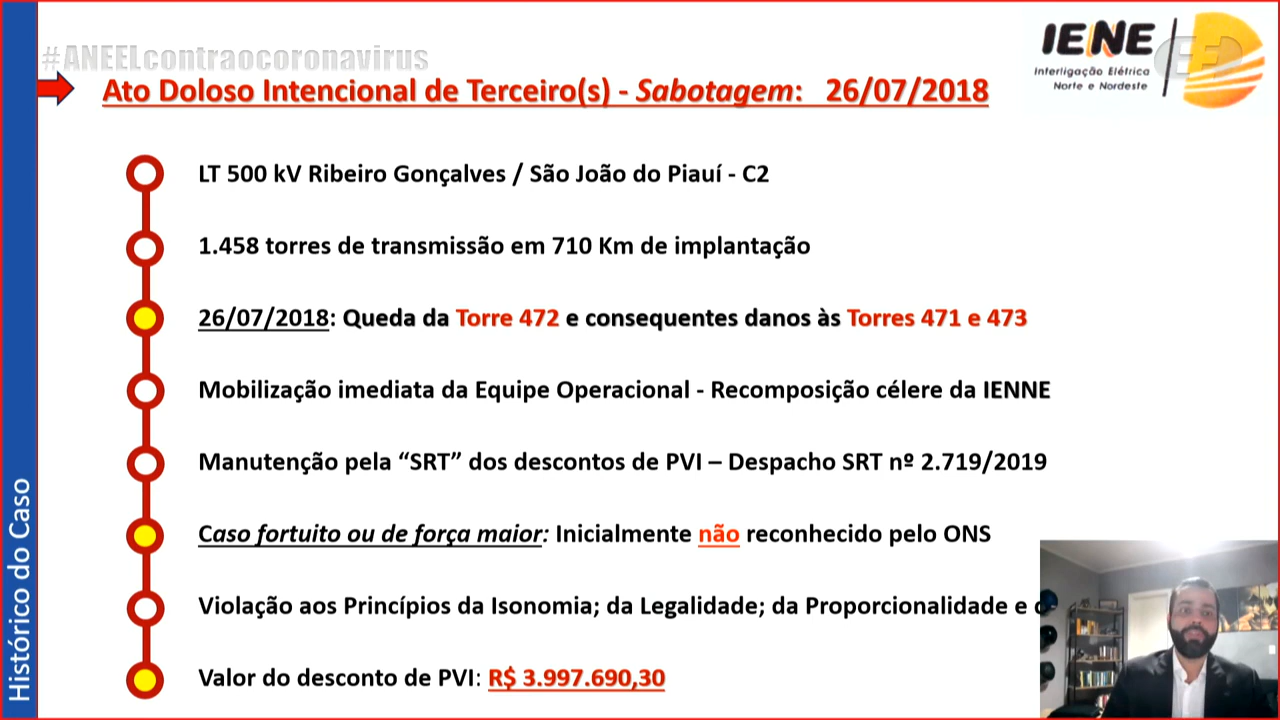 #ANEELcontraocoronavirus
IENNE
Interligação Elétrica
Norte e Nordeste
Ato Doloso Intencional de Terceiro(s) - Sabotagem: 26/07/2018
LT 500 kV Ribeiro Gonçalves / São João do Piauí - C2
1.458 torres de transmissão em 710 Km de implantação
26/07/2018: Queda da Torre 472 e consequentes danos às Torres 471 e 473
Mobilização imediata da Equipe Operacional - Recomposição célere da IENNE
Manutenção pela “SRT” dos descontos de PVI – Despacho SRT nº 2.719/2019
Caso fortuito ou de força maior: Inicialmente não reconhecido pelo ONS
Violação aos Princípios da Isonomia; da Legalidade; da Proporcionalidade e
Valor do desconto de PVI: R$ 3.997.690,30
Histórico do Caso